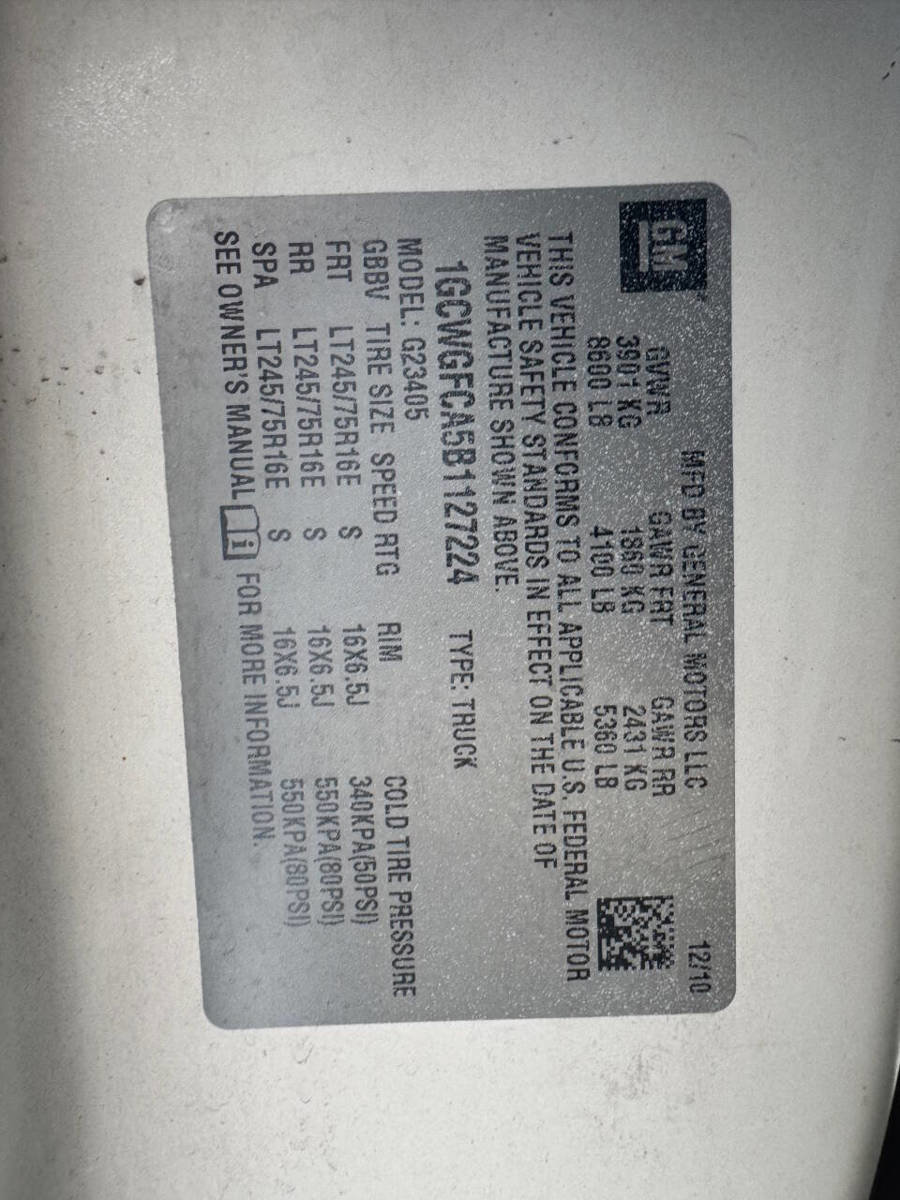 GM
MFD BY GENERAL MOTORS LLC 12/10
GVWR GAWR FRT GAWR RR
3901 KG 1860 KG 2431 KG
8600 LB 4100 LB 5360 LB
THIS VEHICLE CONFORMS TO ALL APPLICABLE U.S. FEDERAL MOTOR
VEHICLE SAFETY STANDARDS IN EFFECT ON THE DATE OF
MANUFACTURE SHOWN ABOVE.
1GCWGFCA5B1127224 TYPE: TRUCK
MODEL: G23405
GBBV TIRE SIZE SPEED RTG RIM COLD TIRE PRESSURE
FRT LT245/75R16E S 16X6.5J 340KPA(50PSI)
RR LT245/75R16E S 16X6.5J 550KPA(80PSI)
SPA LT245/75R16E S 16X6.5J 550KPA(80PSI)
SEE OWNER'S MANUAL i FOR MORE INFORMATION.